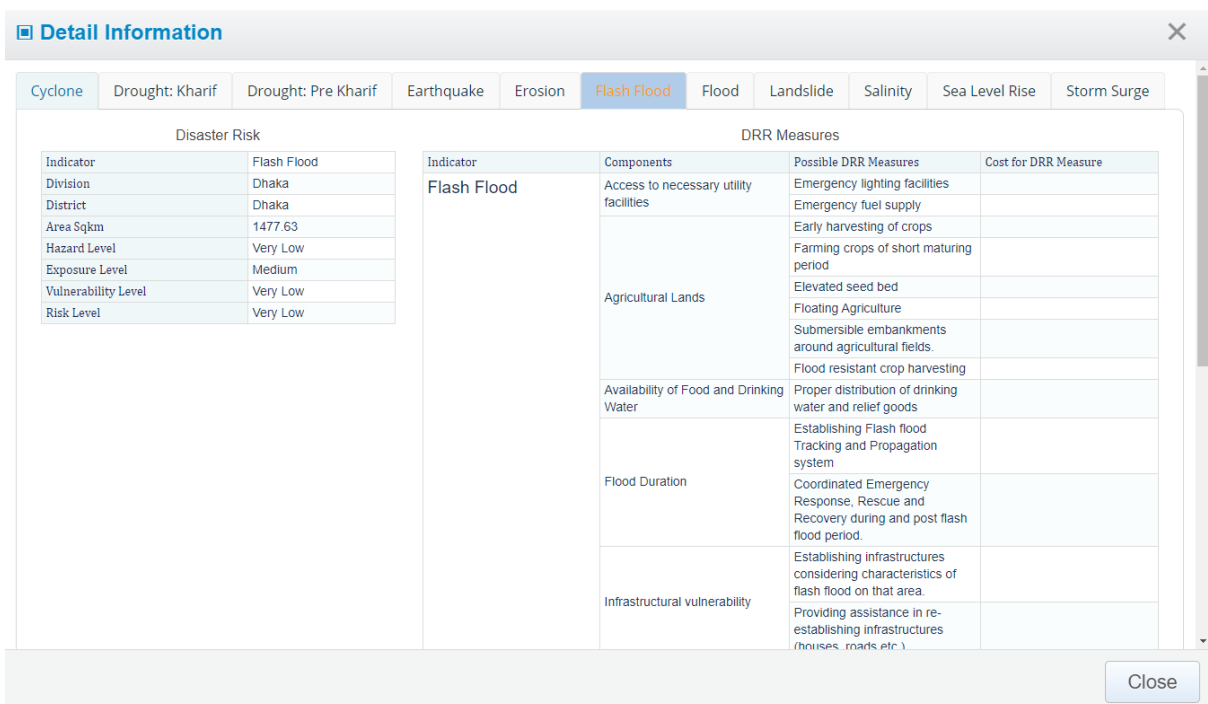 Detail Information
Cyclone Drought: Kharif Drought: Pre Kharif Earthquake Erosion Flash Flood Flood Landslide Salinity Sea Level Rise Storm Surge
Disaster Risk
Indicator Flash Flood
Division Dhaka
District Dhaka
Area Sqkm 1477.63
Hazard Level Very Low
Exposure Level Medium
Vulnerability Level Very Low
Risk Level Very Low
DRR Measures
Indicator Components Possible DRR Measures Cost for DRR Measure
Flash Flood
Access to necessary utility
facilities
Emergency lighting facilities
Emergency fuel supply
Agricultural Lands
Early harvesting of crops
Farming crops of short maturing
period
Elevated seed bed
Floating Agriculture
Submersible embankments
around agricultural fields.
Flood resistant crop harvesting
Availability of Food and Drinking
Water
Proper distribution of drinking
water and relief goods
Flood Duration
Establishing Flash flood
Tracking and Propagation
system
Coordinated Emergency
Response, Rescue and
Recovery during and post flash
flood period.
Infrastructural vulnerability
Establishing infrastructures
considering characteristics of
flash flood on that area.
Providing assistance in re-
establishing infrastructures
(houses, roads etc.)
Close